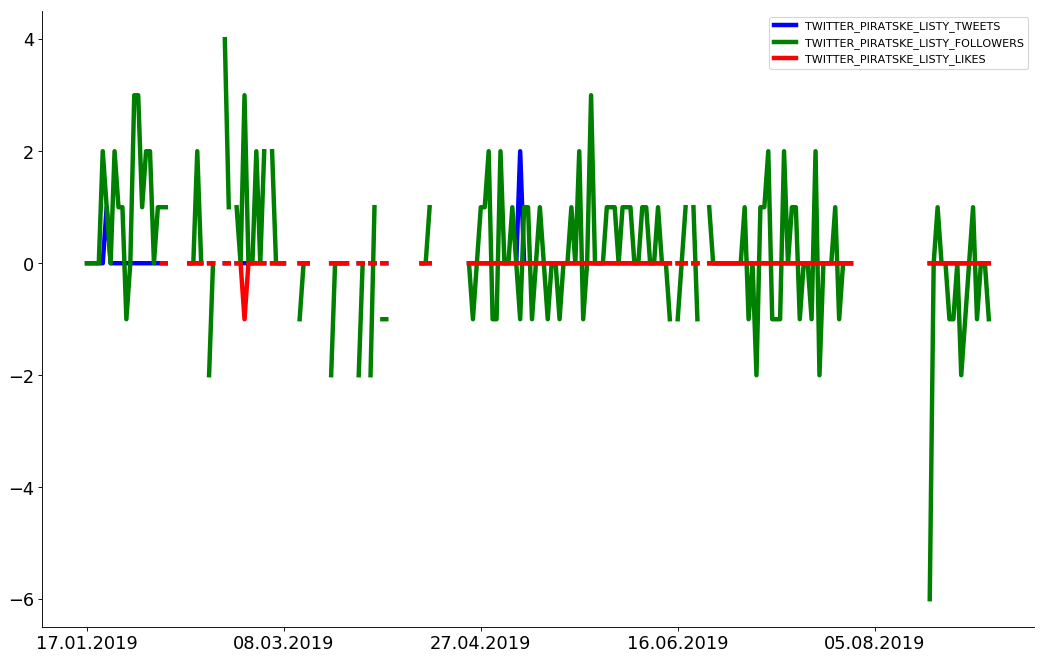 TWITTER_PIRATSKE_LISTY_TWEETS
TWITTER_PIRATSKE_LISTY_FOLLOWERS
TWITTER_PIRATSKE_LISTY_LIKES
4
2
0
−2
−4
−6
17.01.2019 08.03.2019 27.04.2019 16.06.2019 05.08.2019